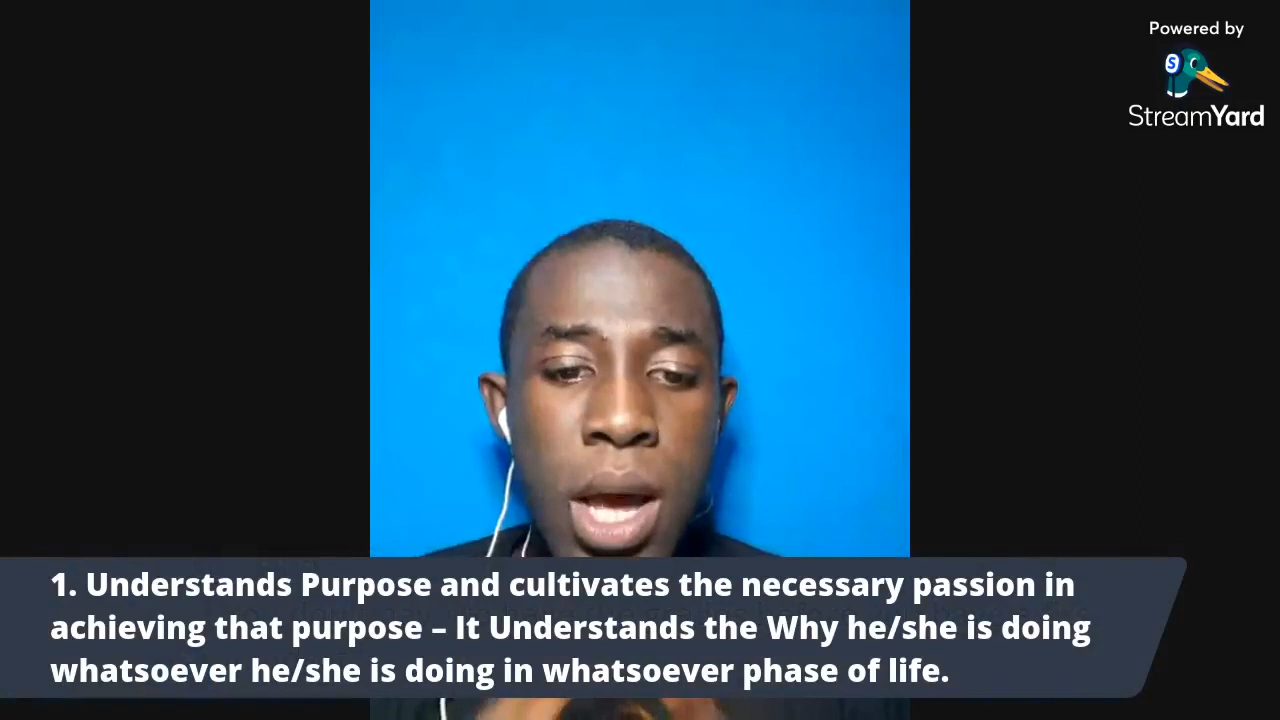 Powered by
S
StreamYard
1. Understands Purpose and cultivates the necessary passion in
achieving that purpose – It Understands the Why he/she is doing
whatsoever he/she is doing in whatsoever phase of life.